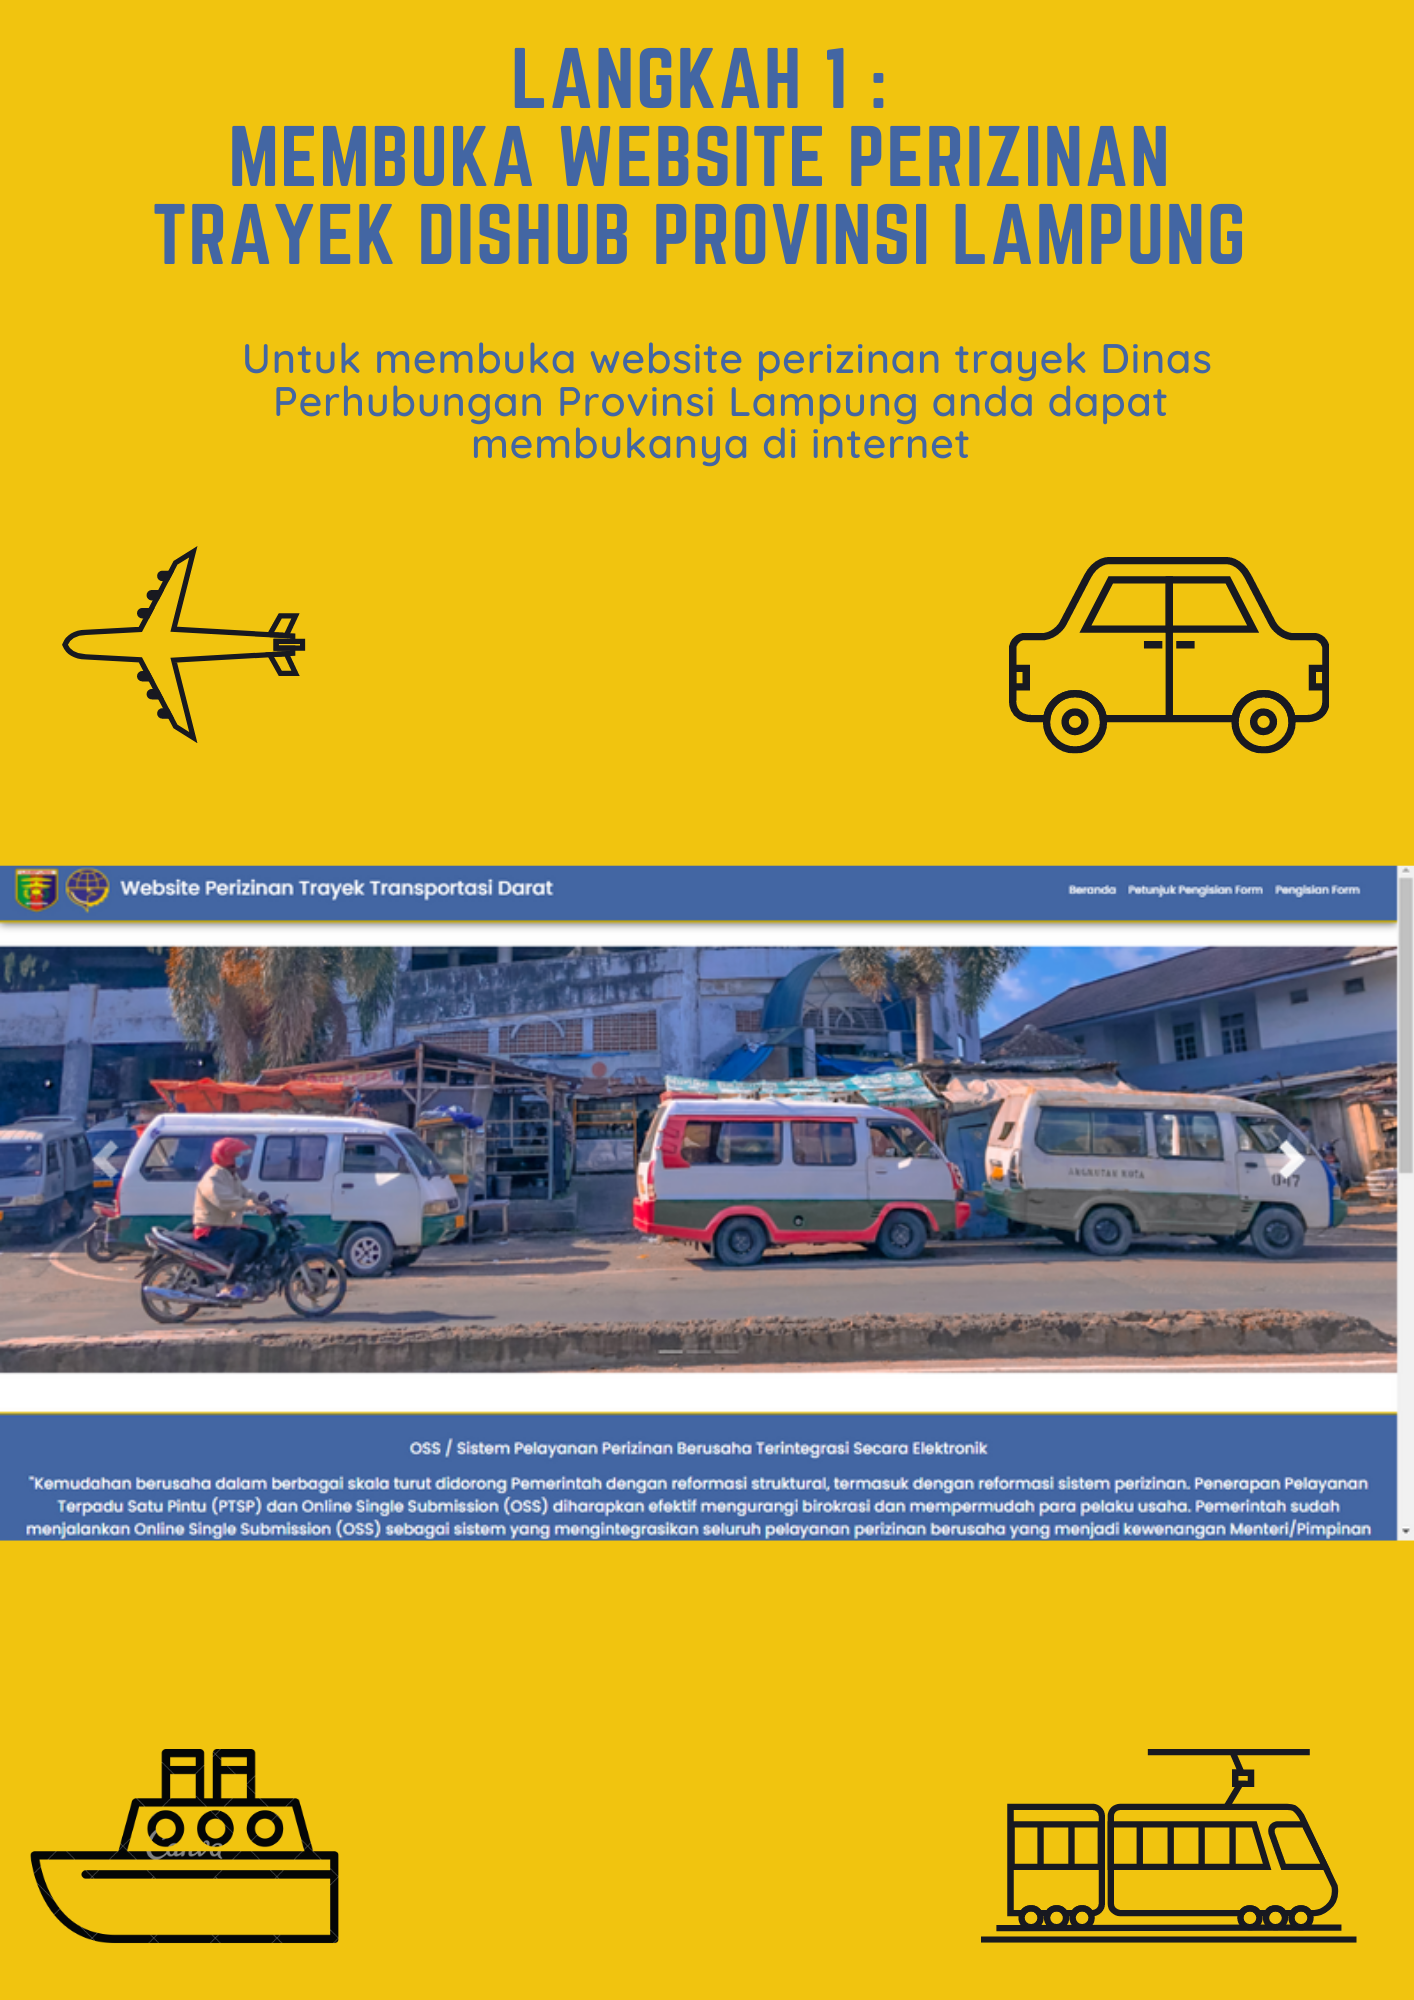 LANGKAH 1 :
MEMBUKA WEBSITE PERIZINAN
TRAYEK DISHUB PROVINSI LAMPUNG
Untuk membuka website perizinan trayek Dinas
Perhubungan Provinsi Lampung anda dapat
membukanya di internet
Website Perizinan Trayek Transportasi Darat
Beranda Petunjuk Pengisian Form Pengisian Form
ANGKUTAN KOTA
047
OSS / Sistem Pelayanan Perizinan Berusaha Terintegrasi Secara Elektronik
"Kemudahan berusaha dalam berbagai skala turut didorong Pemerintah dengan reformasi struktural, termasuk dengan reformasi sistem perizinan. Penerapan Pelayanan
Terpadu Satu Pintu (PTSP) dan Online Single Submission (OSS) diharapkan efektif mengurangi birokrasi dan mempermudah para pelaku usaha. Pemerintah sudah
menjalankan Online Single Submission (OSS) sebagai sistem yang mengintegrasikan seluruh pelayanan perizinan berusaha yang menjadi kewenangan Menteri/Pimpinan
Canva